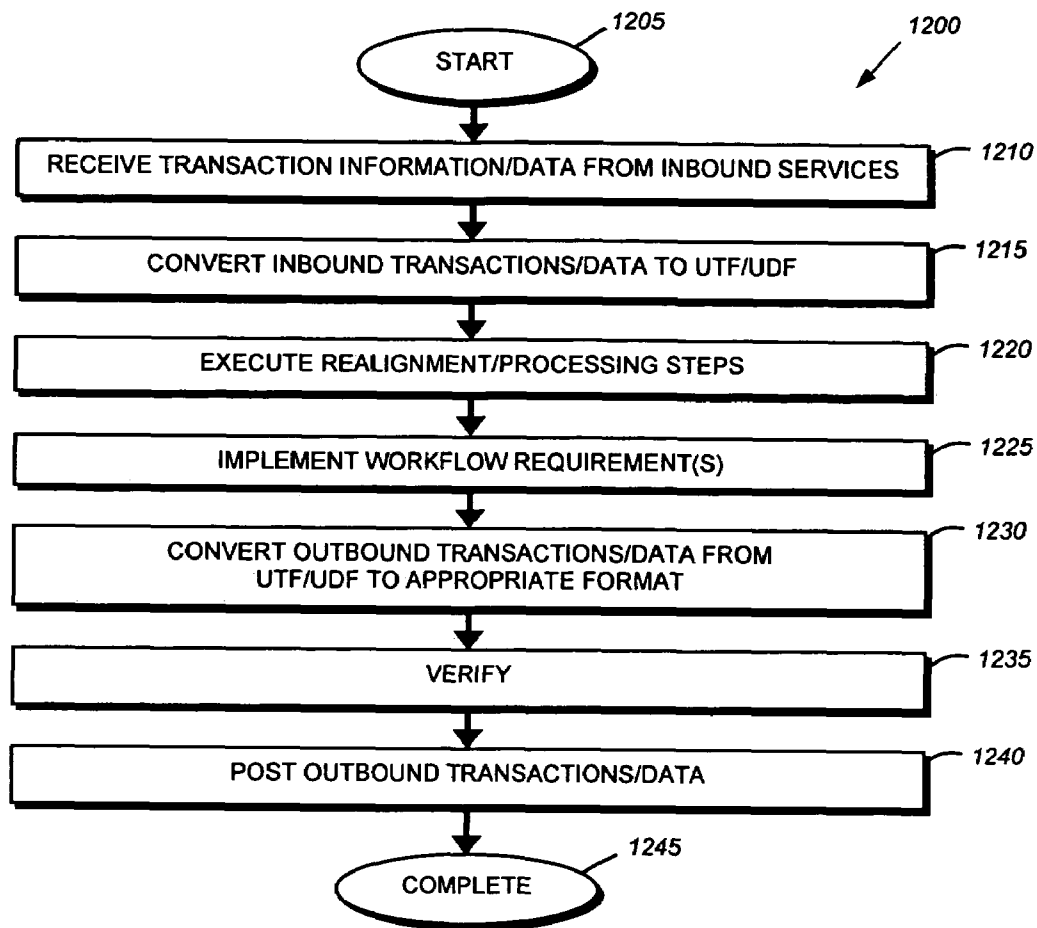 1205
1200
START
RECEIVE TRANSACTION INFORMATION/DATA FROM INBOUND SERVICES
1210
CONVERT INBOUND TRANSACTIONS/DATA TO UTF/UDF
1215
EXECUTE REALIGNMENT/PROCESSING STEPS
1220
IMPLEMENT WORKFLOW REQUIREMENT(S)
1225
CONVERT OUTBOUND TRANSACTIONS/DATA FROM
UTF/UDF TO APPROPRIATE FORMAT
1230
VERIFY
1235
POST OUTBOUND TRANSACTIONS/DATA
1240
COMPLETE
1245